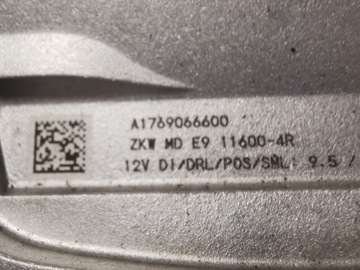 A1769066600
ZKW MD E9 11600-4R
12V DI/DRL/POS/SML: 9.5 /